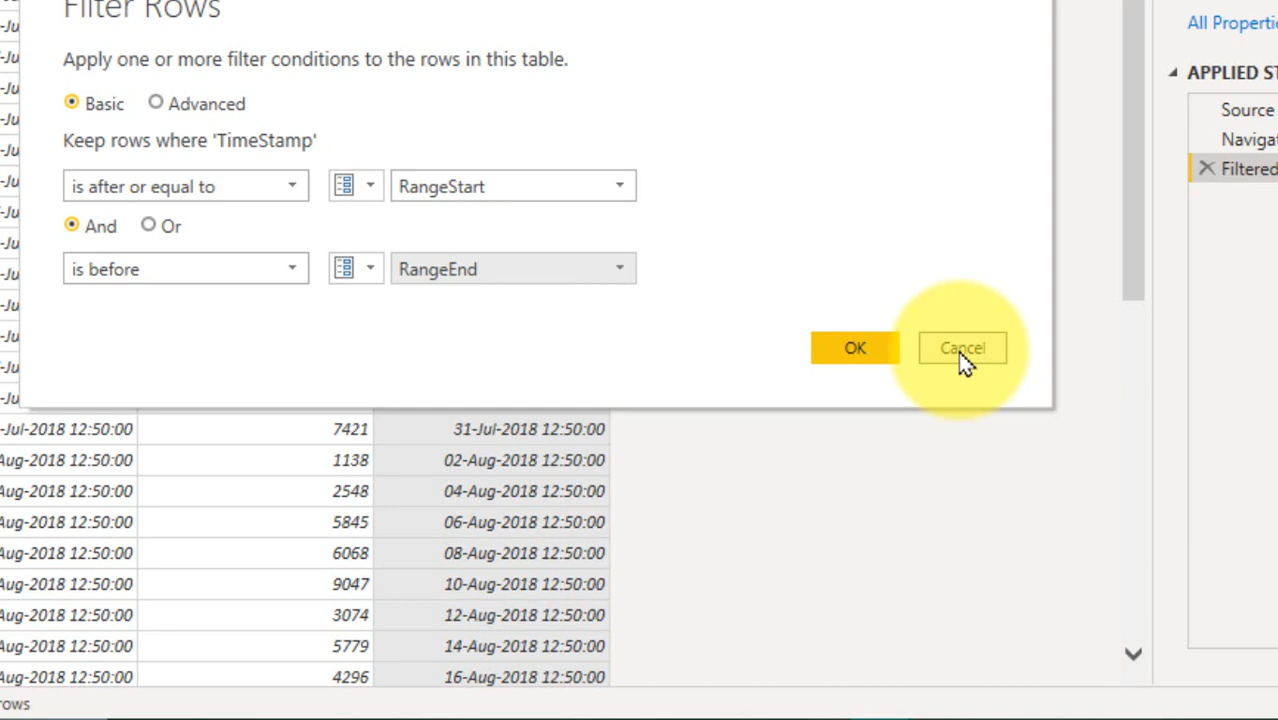 Filter Rows
All Properti
Apply one or more filter conditions to the rows in this table.
APPLIED ST
Basic Advanced
Source
Keep rows where 'TimeStamp'
Navigat
Filtered
is after or equal to RangeStart
And Or
is before RangeEnd
OK Cancel
-Jul-2018 12:50:00 7421 31-Jul-2018 12:50:00
Aug-2018 12:50:00 1138 02-Aug-2018 12:50:00
Aug-2018 12:50:00 2548 04-Aug-2018 12:50:00
Aug-2018 12:50:00 5845 06-Aug-2018 12:50:00
Aug-2018 12:50:00 6068 08-Aug-2018 12:50:00
Aug-2018 12:50:00 9047 10-Aug-2018 12:50:00
Aug-2018 12:50:00 3074 12-Aug-2018 12:50:00
Aug-2018 12:50:00 5779 14-Aug-2018 12:50:00
Aug-2018 12:50:00 4296 16-Aug-2018 12:50:00
rows